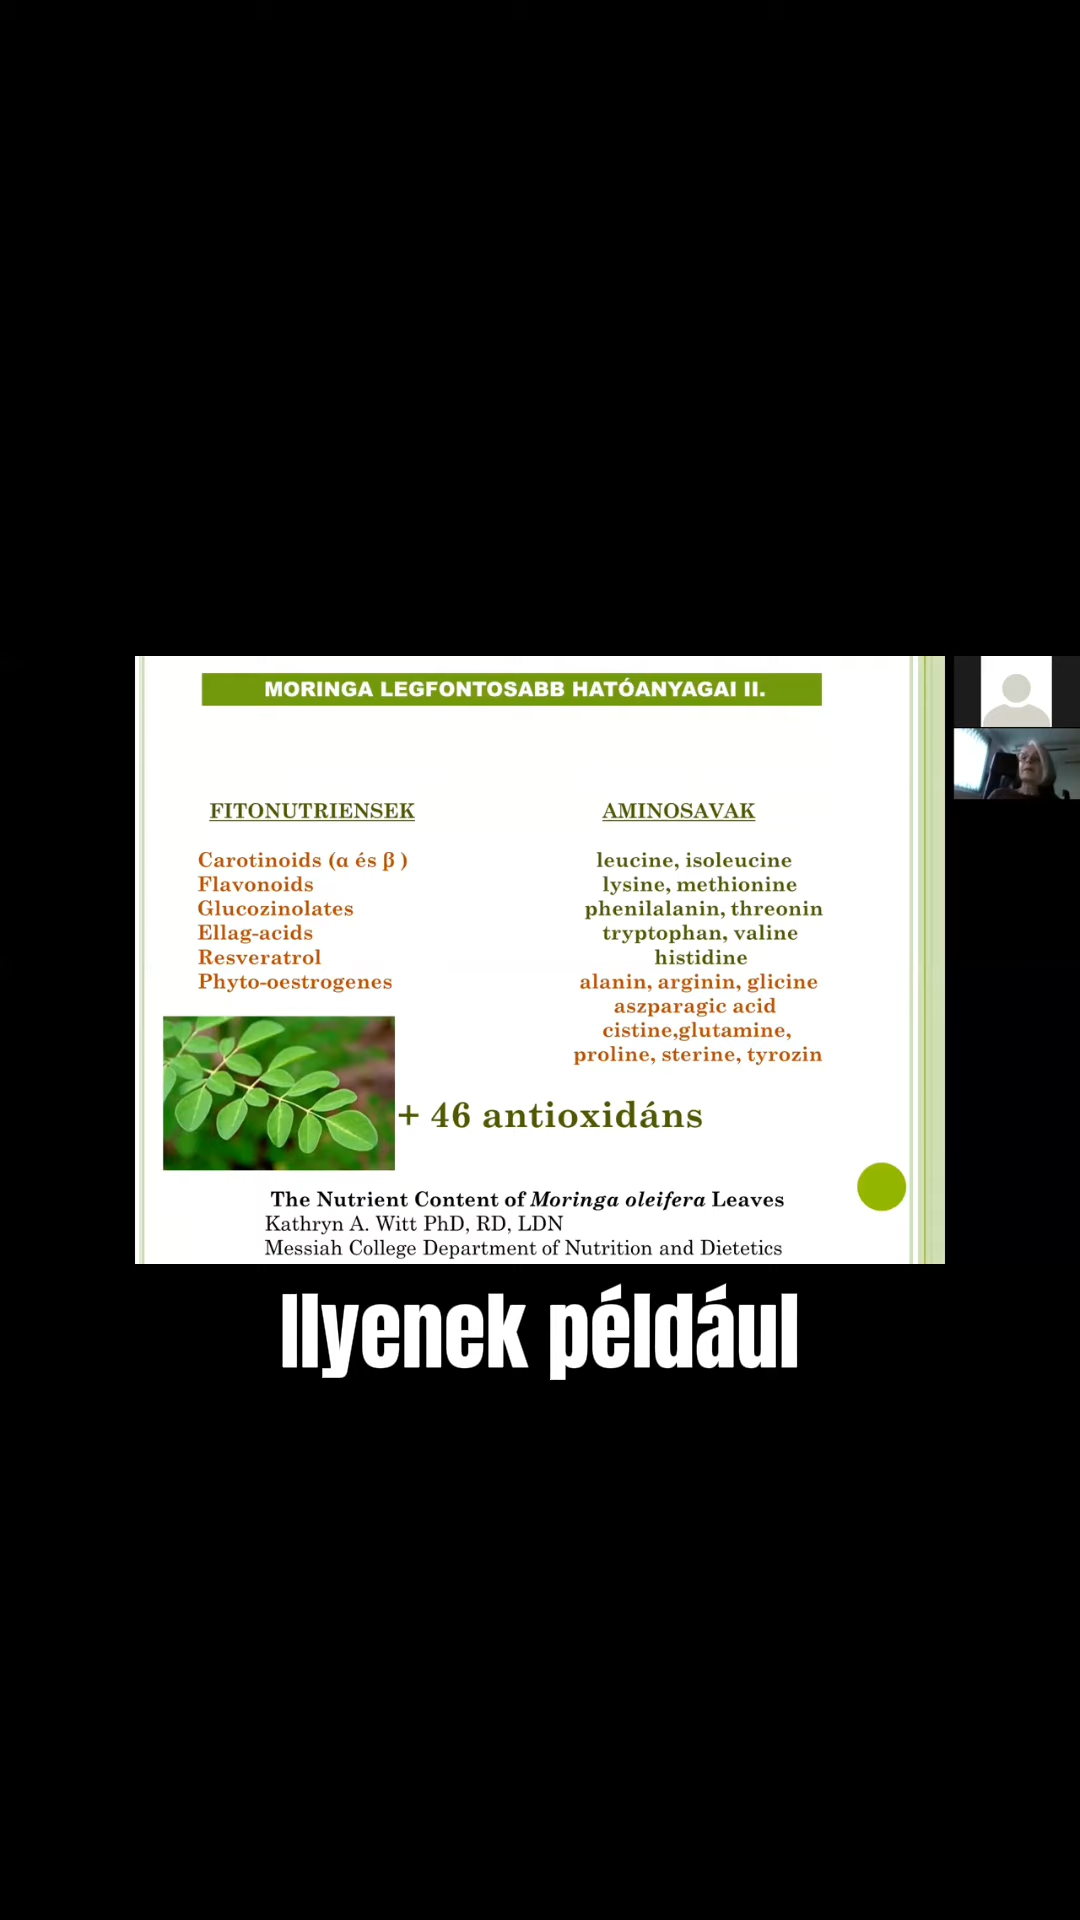 MORINGA LEGFONTOSABB HATÓANYAGAI II.
FITONUTRIENSEK
Carotinoids (α és β )
Flavonoids
Glucozinolates
Ellag-acids
Resveratrol
Phyto-oestrogenes
AMINOSAVAK
leucine, isoleucine
lysine, methionine
phenilalanin, threonin
tryptophan, valine
histidine
alanin, arginin, glicine
aszparagic acid
cistine,glutamine,
proline, sterine, tyrozin
+ 46 antioxidáns
The Nutrient Content of Moringa oleifera Leaves
Kathryn A. Witt PhD, RD, LDN
Messiah College Department of Nutrition and Dietetics
Ilyenek például